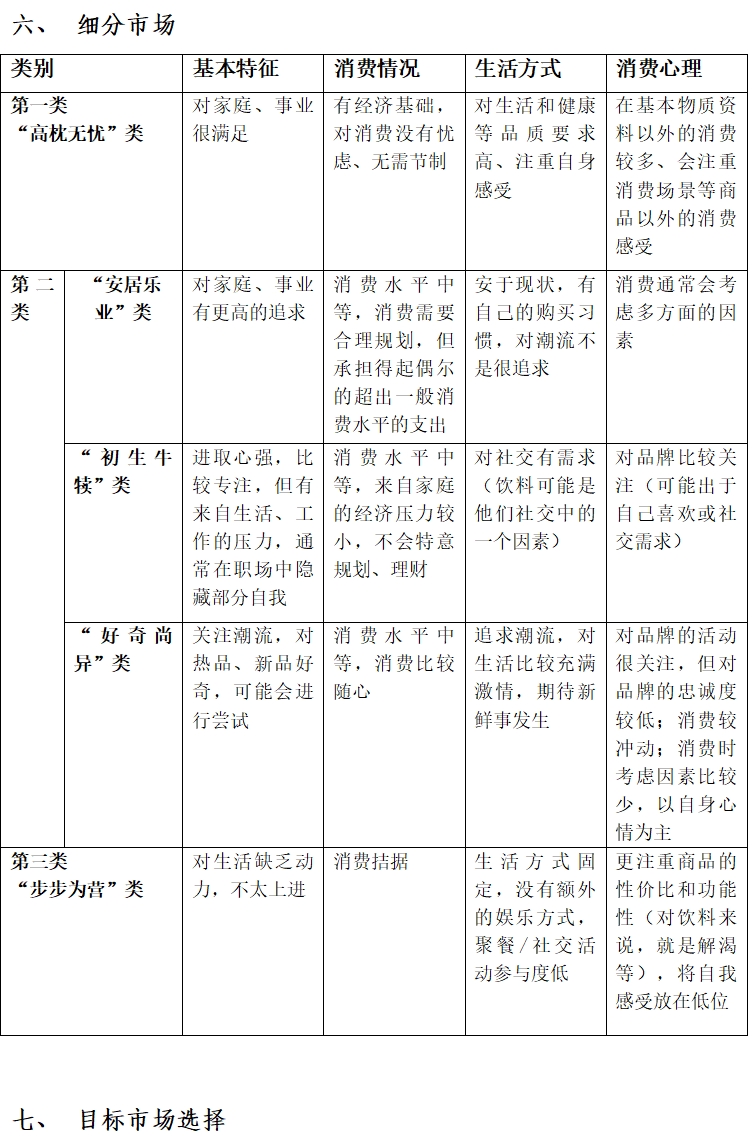 六、 细分市场
类别 基本特征 消费情况 生活方式 消费心理
第一类
“高枕无忧”类
对家庭、事业
很满足
有经济基础，
对消费没有忧
虑、无需节制
对生活和健康
等品质要求
高、注重自身
感受
在基本物质资
料以外的消费
较多、会注重
消费场景等商
品以外的消费
感受
第二
类
“安居乐
业”类
对家庭、事业
有更高的追求
消费水平中
等，消费需要
合理规划，但
承担得起偶尔
的超出一般消
费水平的支出
安于现状，有
自己的购买习
惯，对潮流不
是很追求
消费通常会考
虑多方面的因
素
“初生牛
犊”类
进取心强，比
较专注，但有
来自生活、工
作的压力，通
常在职场中隐
藏部分自我
消费水平中
等，来自家庭
的经济压力较
小，不会特意
规划、理财
对社交有需求
（饮料可能是
他们社交中的
一个因素）
对品牌比较关
注（可能出于
自己喜欢或社
交需求）
“好奇尚
异”类
关注潮流，对
热品、新品好
奇，可能会进
行尝试
消费水平中
等，消费比较
随心
追求潮流，对
生活比较充满
激情，期待新
鲜事发生
对品牌的活动
很关注，但对
品牌的忠诚度
较低；消费较
冲动；消费时
考虑因素比较
少，以自身心
情为主
第三类
“步步为营”类
对生活缺乏动
力，不太上进
消费拮据
生活方式固
定，没有额外
的娱乐方式，
聚餐/社交活
动参与度低
更注重商品的
性价比和功能
性（对饮料来
说，就是解渴
等），将自我
感受放在低位
七、 目标市场选择